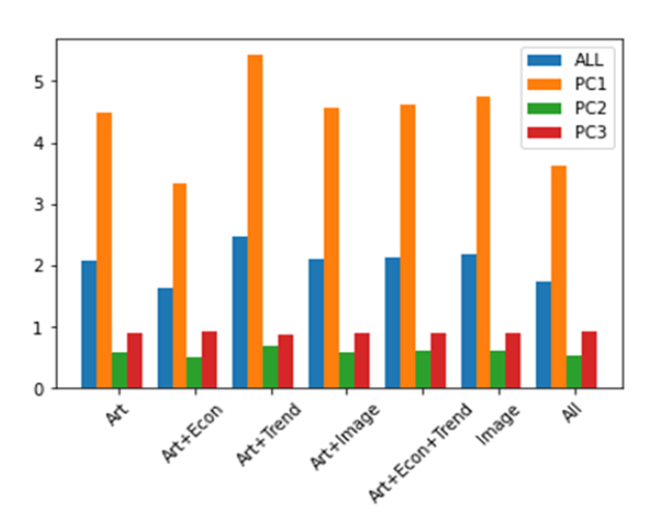 5
4
3
2
1
0
ALL
PC1
PC2
PC3
Art
Art+Econ
Art+Trend
Art+Image
Art+Econ+Trend
Image
All